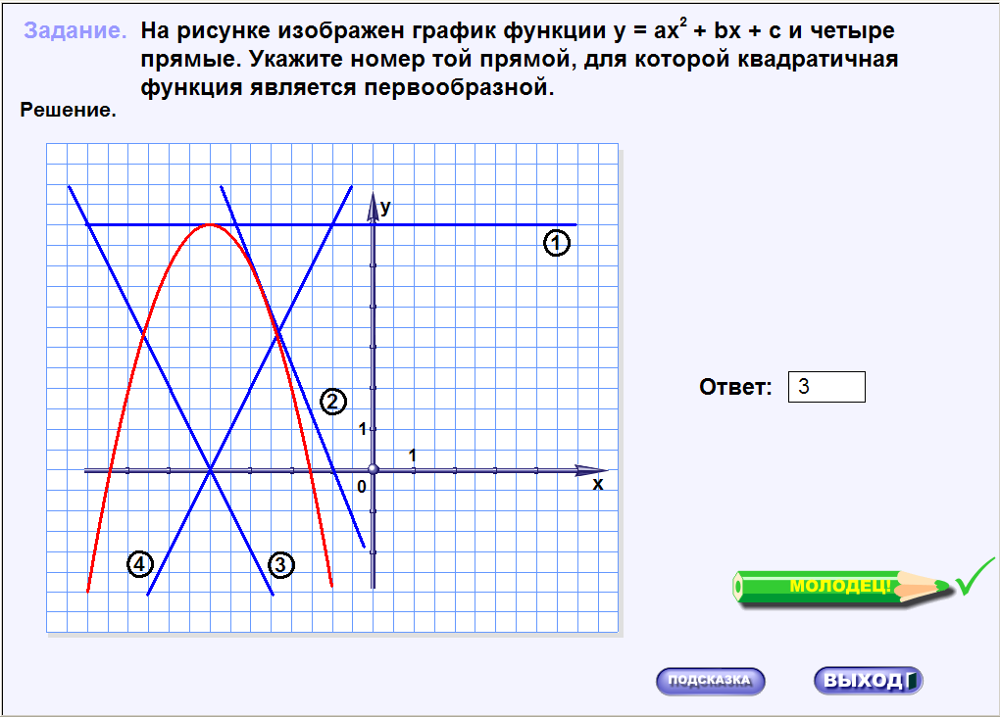 Задание. На рисунке изображен график функции y = ax² + bx + c и четыре
прямые. Укажите номер той прямой, для которой квадратичная
функция является первообразной.
Решение.
y
1
2
1
1
0
x
4
3
Ответ: 3
МОЛОДЕЦ!
ПОДСКАЗКА
ВЫХОД